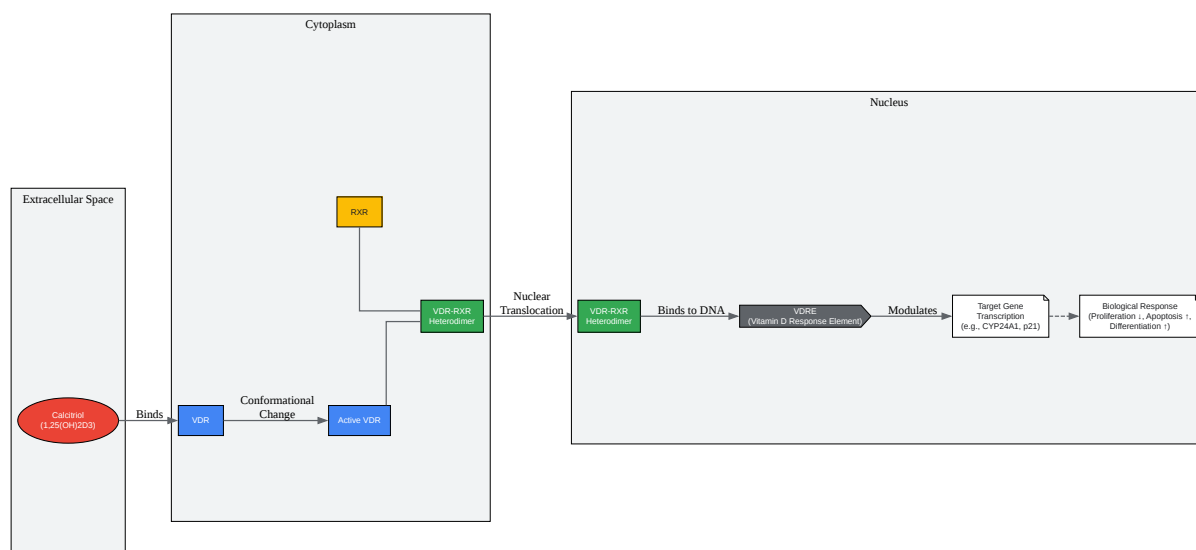 Cytoplasm
Nucleus
Extracellular Space
RXR
VDR-RXR
Heterodimer
Nuclear
Translocation
VDR-RXR
Heterodimer
Binds to DNA
VDRE
(Vitamin D Response Element)
Modulates
Target Gene
Transcription
(e.g., CYP24A1, p21)
Biological Response
(Proliferation ↓, Apoptosis ↑,
Differentiation ↑)
Calcitriol
(1,25(OH)2D3)
Binds
VDR
Conformational
Change
Active VDR